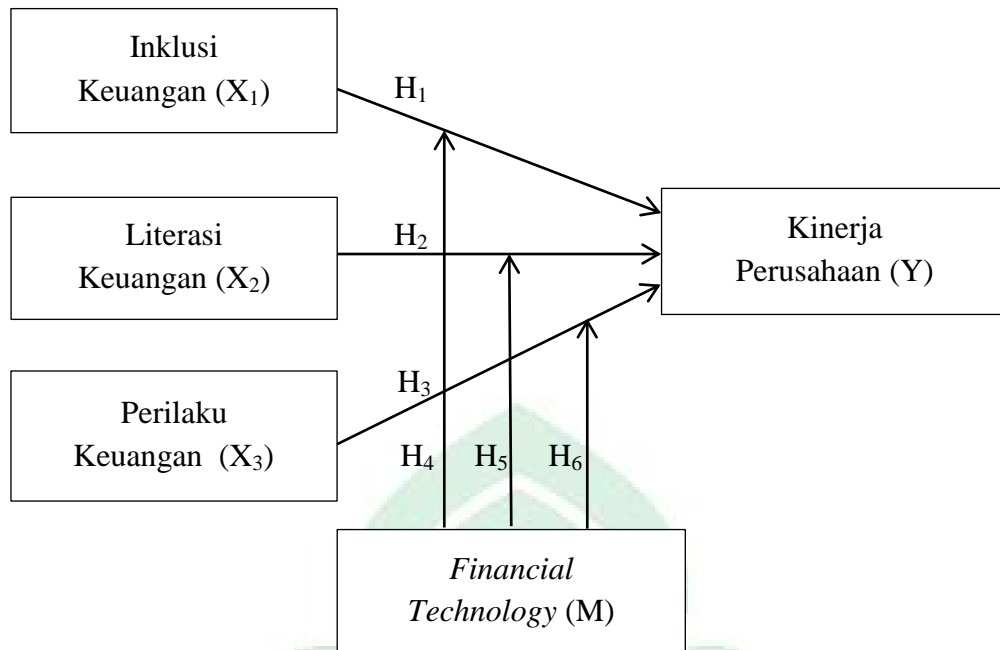 Inklusi
Keuangan (X₁)
H₁
Literasi
Keuangan (X₂)
H₂
Kinerja
Perusahaan (Y)
Perilaku
Keuangan (X₃)
H₃
H₄ H₅ H₆
Financial
Technology (M)